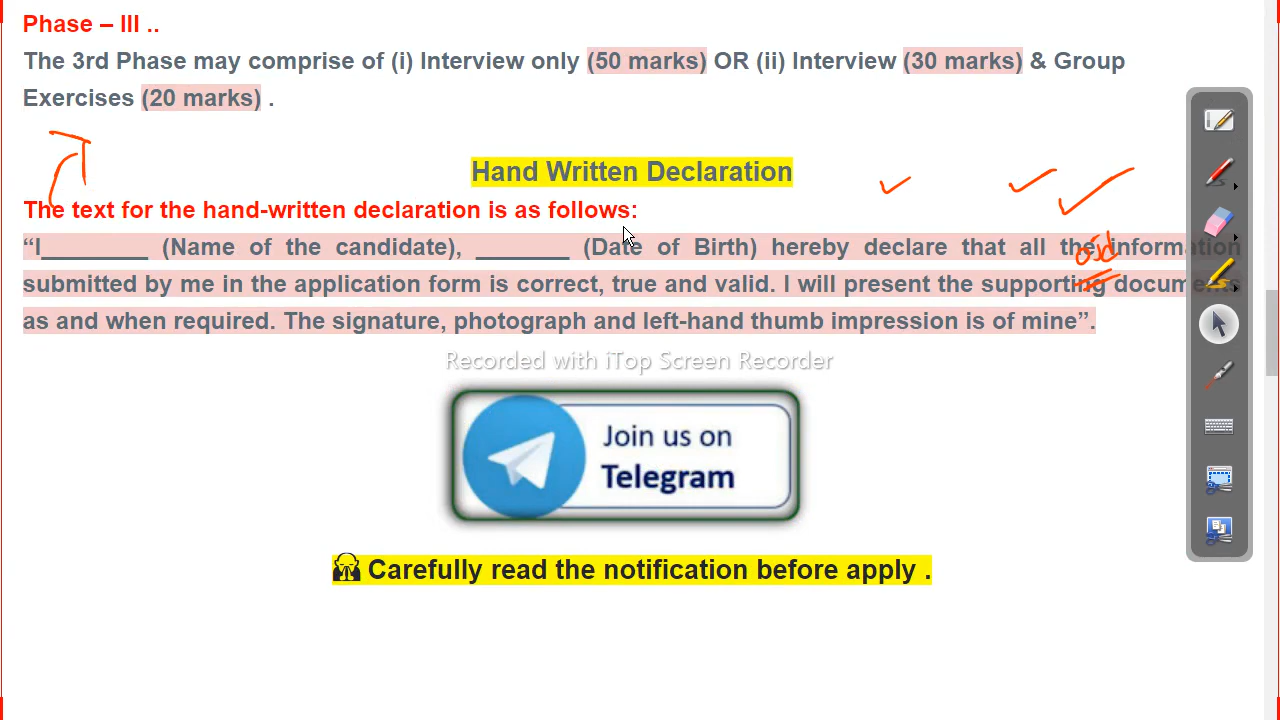 Phase – III ..
The 3rd Phase may comprise of (i) Interview only (50 marks) OR (ii) Interview (30 marks) & Group
Exercises (20 marks) .
Hand Written Declaration
The text for the hand-written declaration is as follows:
“I________ (Name of the candidate), _______ (Date of Birth) hereby declare that all the information
submitted by me in the application form is correct, true and valid. I will present the supporting documents
as and when required. The signature, photograph and left-hand thumb impression is of mine”.
Recorded with iTop Screen Recorder
Join us on
Telegram
Carefully read the notification before apply .